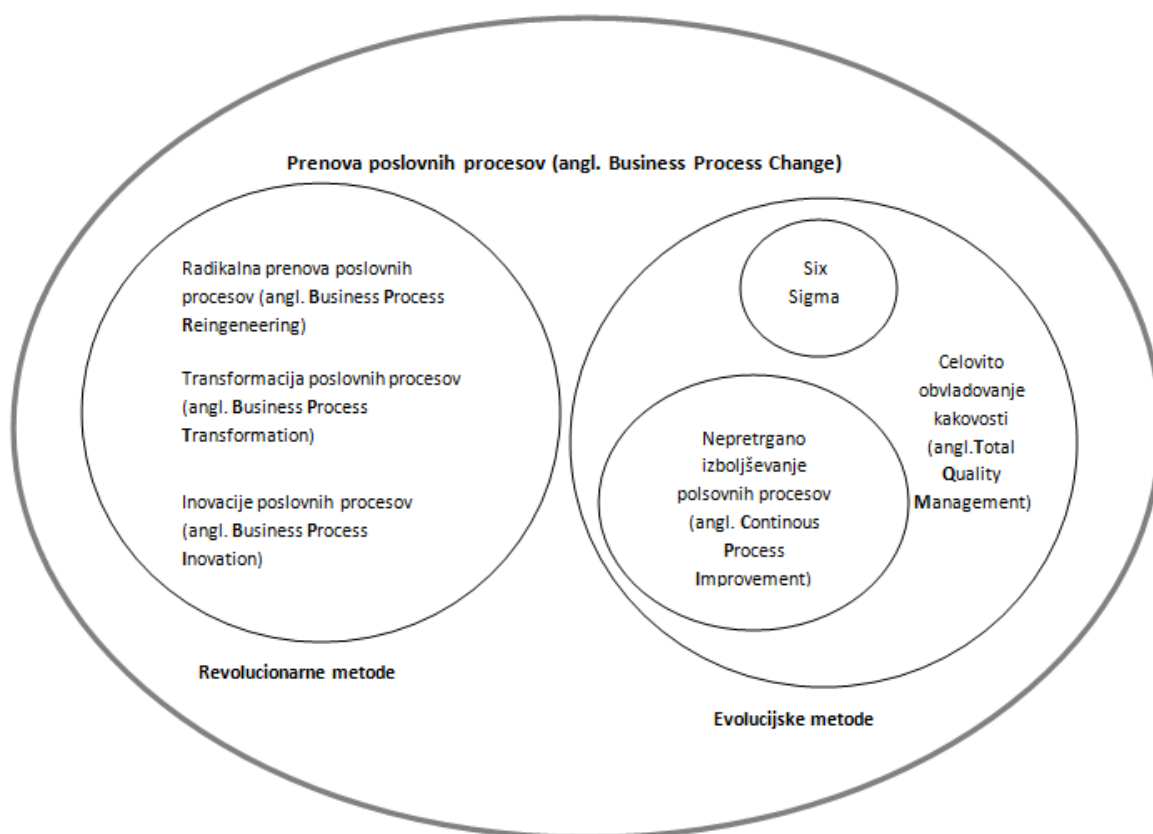 Prenova poslovnih procesov (angl. Business Process Change)
Radikalna prenova poslovnih
procesov (angl. Business Process
Reingeneering)
Transformacija poslovnih procesov
(angl. Business Process
Transformation)
Inovacije poslovnih procesov
(angl. Business Process
Inovation)
Revolucionarne metode
Six
Sigma
Nepretrgano
izboljševanje
polsovnih procesov
(angl. Continous
Process
Improvement)
Celovito
obvladovanje
kakovosti
(angl.Total
Quality
Management)
Evolucijske metode